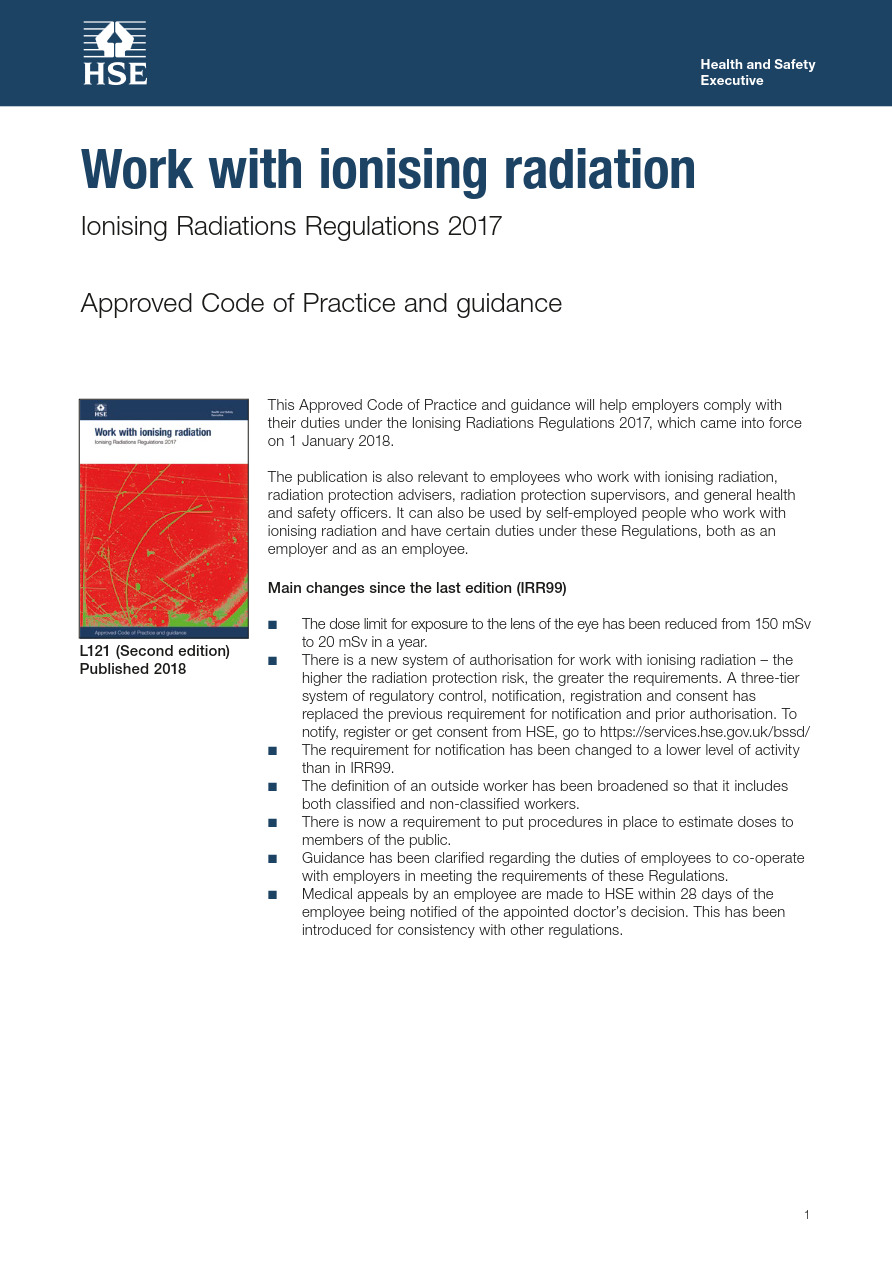 HSE
Health and Safety
Executive
Work with ionising radiation
Ionising Radiations Regulations 2017
Approved Code of Practice and guidance
HSE
Health and Safety
Executive
Work with ionising radiation
Ionising Radiations Regulations 2017
Approved Code of Practice and guidance
L121 (Second edition)
Published 2018
This Approved Code of Practice and guidance will help employers comply with
their duties under the Ionising Radiations Regulations 2017, which came into force
on 1 January 2018.
The publication is also relevant to employees who work with ionising radiation,
radiation protection advisers, radiation protection supervisors, and general health
and safety officers. It can also be used by self-employed people who work with
ionising radiation and have certain duties under these Regulations, both as an
employer and as an employee.
Main changes since the last edition (IRR99)
■ The dose limit for exposure to the lens of the eye has been reduced from 150 mSv
to 20 mSv in a year.
■ There is a new system of authorisation for work with ionising radiation – the
higher the radiation protection risk, the greater the requirements. A three-tier
system of regulatory control, notification, registration and consent has
replaced the previous requirement for notification and prior authorisation. To
notify, register or get consent from HSE, go to https://services.hse.gov.uk/bssd/
■ The requirement for notification has been changed to a lower level of activity
than in IRR99.
■ The definition of an outside worker has been broadened so that it includes
both classified and non-classified workers.
■ There is now a requirement to put procedures in place to estimate doses to
members of the public.
■ Guidance has been clarified regarding the duties of employees to co-operate
with employers in meeting the requirements of these Regulations.
■ Medical appeals by an employee are made to HSE within 28 days of the
employee being notified of the appointed doctor's decision. This has been
introduced for consistency with other regulations.
1